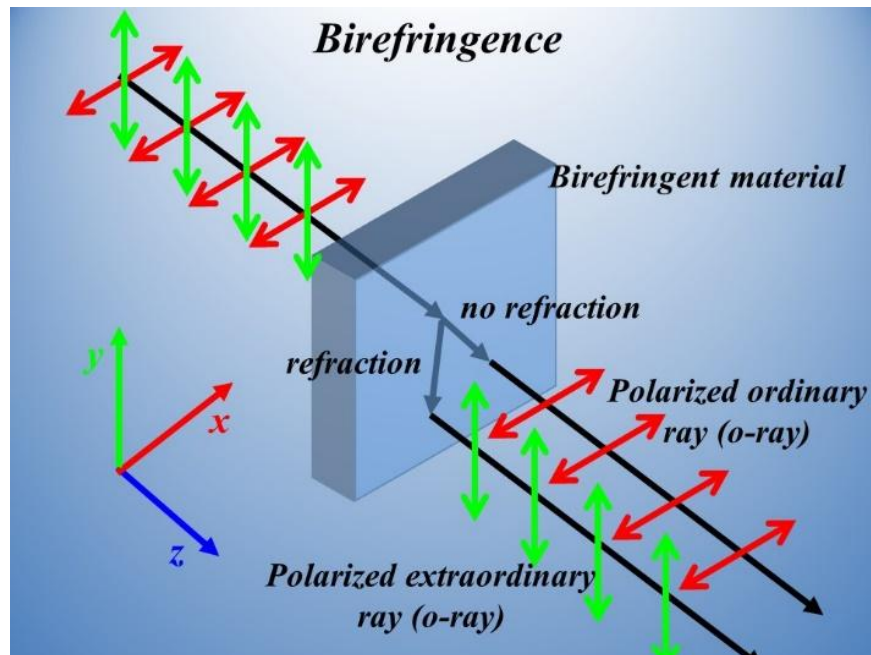 Birefringence
Birefringent material
no refraction
refraction
y
x
z
Polarized ordinary
ray (o-ray)
Polarized extraordinary
ray (o-ray)